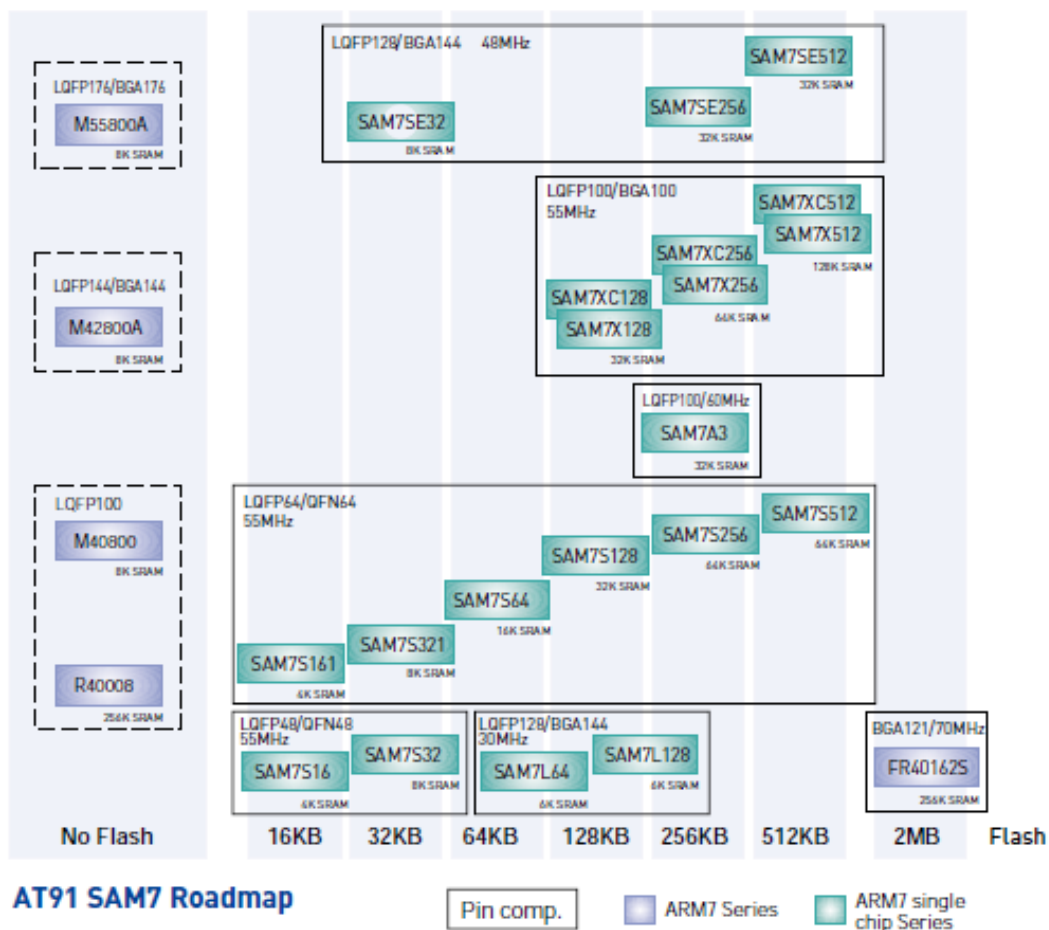 LQFP128/BGA144 48MHz
SAM7SE512
32K SRAM
SAM7SE256
32K SRAM
SAM7SE32
8K SRAM
LQFP176/BGA176
M55800A
8K SRAM
LQFP100/BGA100
55MHz
SAM7XC512
SAM7X512
128K SRAM
SAM7XC256
SAM7X256
64K SRAM
SAM7XC128
SAM7X128
32K SRAM
LQFP144/BGA144
M42800A
8K SRAM
LQFP100/60MHz
SAM7A3
32K SRAM
LQFP100
M40800
8K SRAM
R40008
256K SRAM
LQFP64/QFN64
55MHz
SAM7S512
64K SRAM
SAM7S256
64K SRAM
SAM7S128
32K SRAM
SAM7S64
16K SRAM
SAM7S321
8K SRAM
SAM7S161
4K SRAM
LQFP48/QFN48
55MHz
SAM7S32
8K SRAM
SAM7S16
4K SRAM
LQFP128/BGA144
30MHz
SAM7L128
6K SRAM
SAM7L64
6K SRAM
BGA121/70MHz
FR40162S
256K SRAM
No Flash 16KB 32KB 64KB 128KB 256KB 512KB 2MB Flash
AT91 SAM7 Roadmap
Pin comp.
ARM7 Series
ARM7 single
chip Series